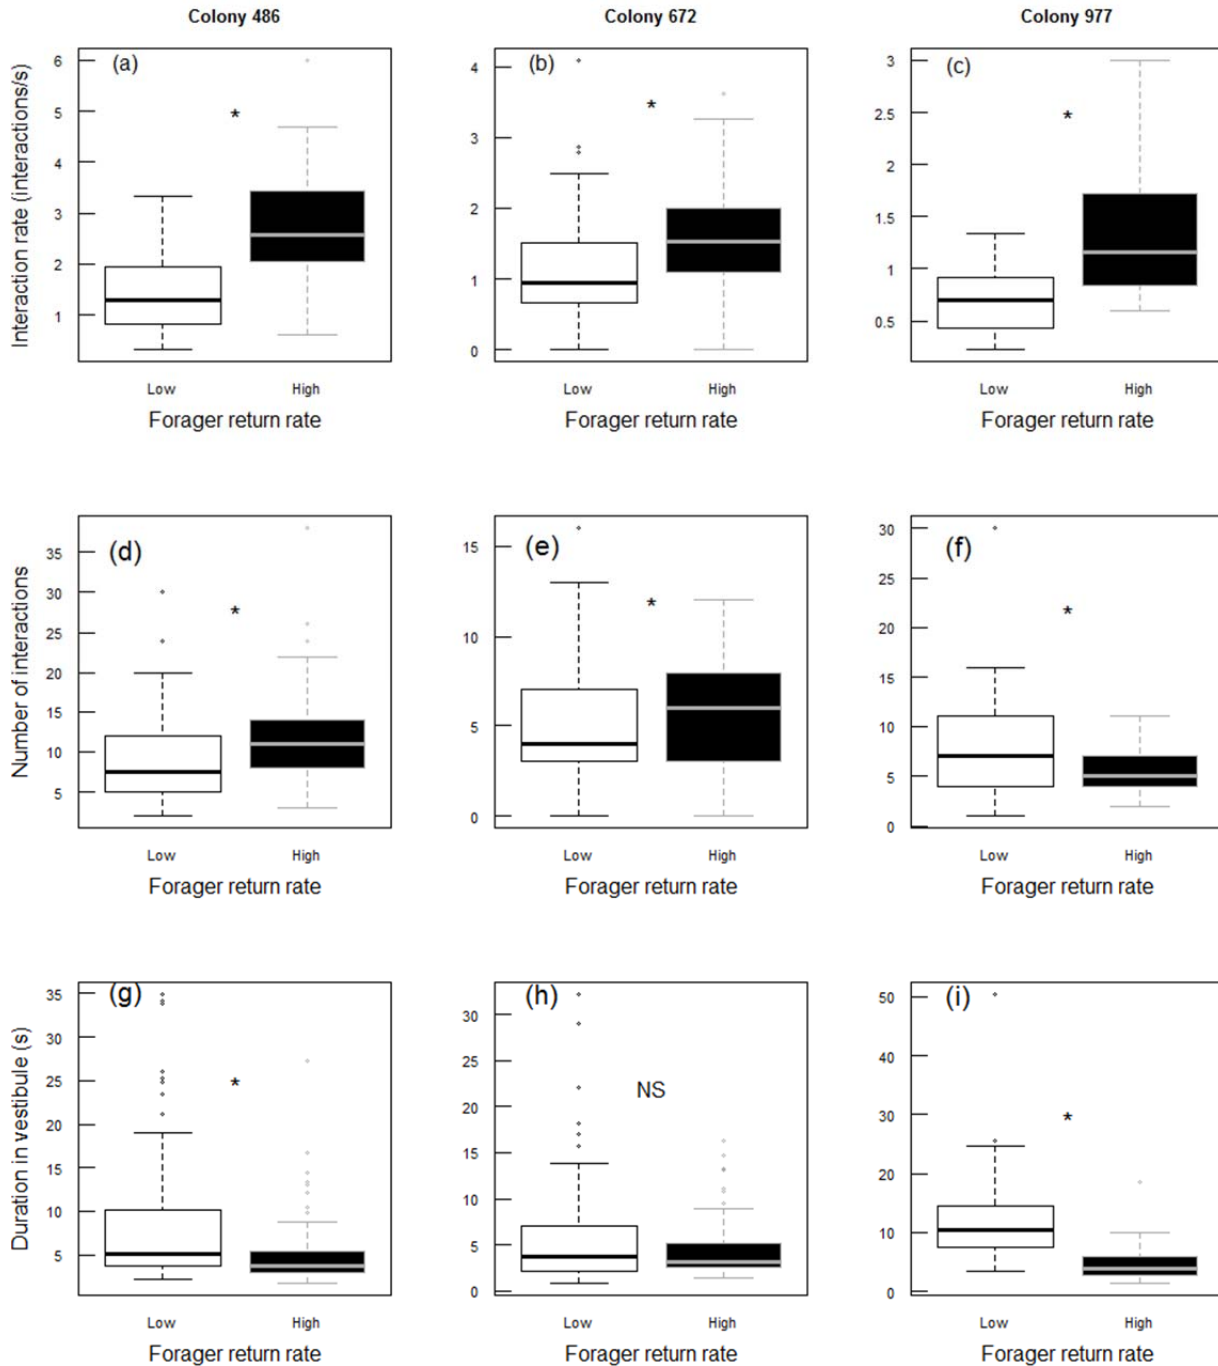 Colony 486 Colony 672 Colony 977
Interaction rate (interactions/s)
(a)
6
5
4
3
2
1
*
Low High
Forager return rate
(b)
4
3
2
1
0
*
Low High
Forager return rate
(c)
3
2.5
2
1.5
1
0.5
*
Low High
Forager return rate
Number of interactions
(d)
35
30
25
20
15
10
5
*
Low High
Forager return rate
(e)
15
10
5
0
*
Low High
Forager return rate
(f)
30
25
20
15
10
5
0
*
Low High
Forager return rate
Duration in vestibule (s)
(g)
35
30
25
20
15
10
5
*
Low High
Forager return rate
(h)
30
25
20
15
10
5
0
NS
Low High
Forager return rate
(i)
50
40
30
20
10
0
*
Low High
Forager return rate